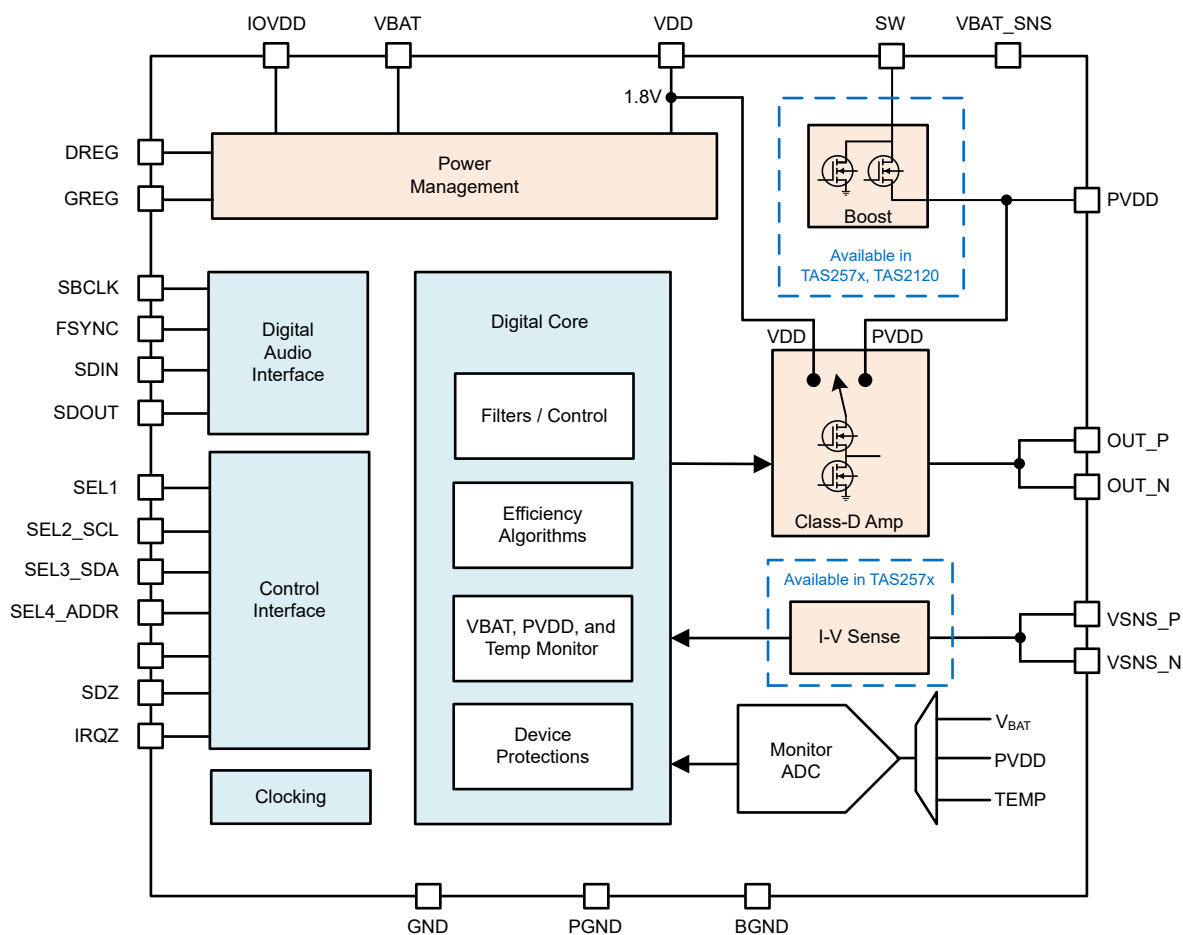 IOVDD
VBAT
VDD
SW
VBAT_SNS
1.8V
DREG
GREG
Power
Management
Boost
PVDD
Available in
TAS257x, TAS2120
SBCLK
FSYNC
SDIN
SDOUT
Digital
Audio
Interface
Digital Core
VDD
PVDD
Filters / Control
Class-D Amp
OUT_P
OUT_N
SEL1
SEL2_SCL
SEL3_SDA
SEL4_ADDR
SDZ
IRQZ
Control
Interface
Efficiency
Algorithms
Available in TAS257x
I-V Sense
VSNS_P
VSNS_N
VBAT, PVDD, and
Temp Monitor
Device
Protections
Monitor
ADC
VBAT
PVDD
TEMP
Clocking
GND
PGND
BGND